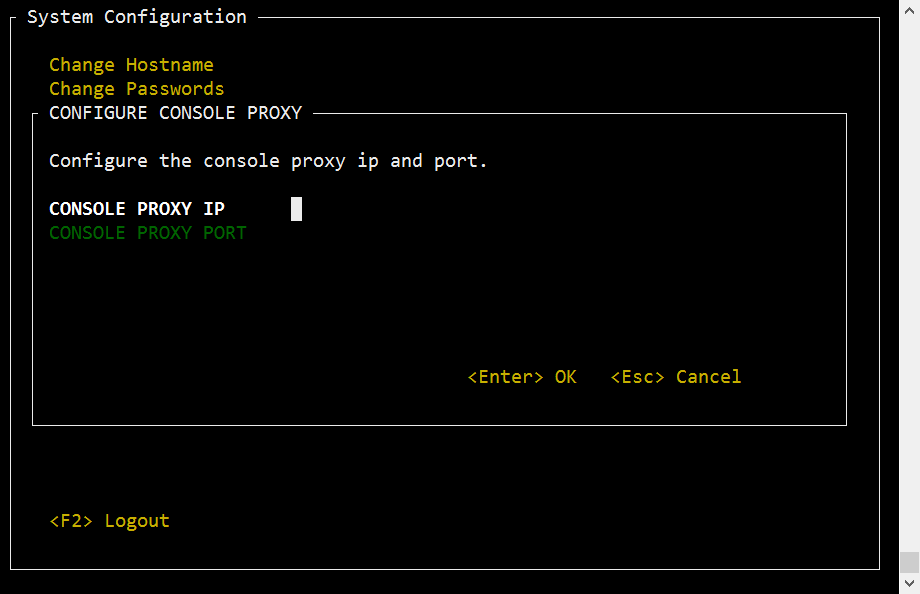 System Configuration
Change Hostname
Change Passwords
CONFIGURE CONSOLE PROXY
Configure the console proxy ip and port.
CONSOLE PROXY IP
CONSOLE PROXY PORT
<Enter> OK   <Esc> Cancel
<F2> Logout